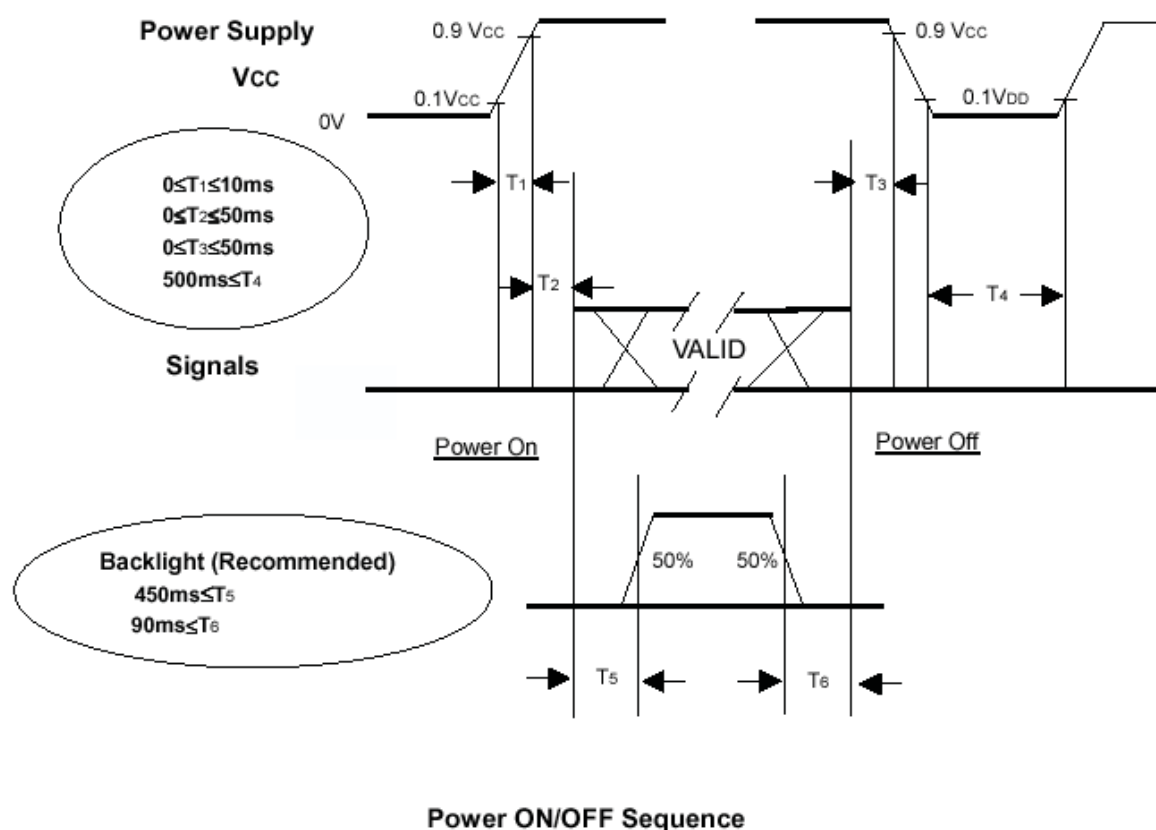 Power Supply
VCC
0.9 VCC
0.1VCC
0V
0.9 VCC
0.1VDD
0≤T1≤10ms
0≤T2≤50ms
0≤T3≤50ms
500ms≤T4
T1
T2
T3
T4
Signals
VALID
Power On
Power Off
Backlight (Recommended)
450ms≤T5
90ms≤T6
50%
50%
T5
T6
Power ON/OFF Sequence